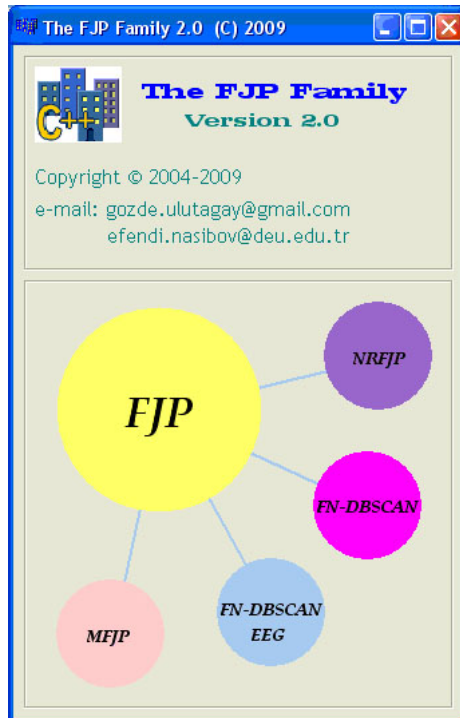 The FJP Family 2.0 (C) 2009
C++
The FJP Family
Version 2.0
Copyright © 2004-2009
e-mail: gozde.ulutagay@gmail.com
efendi.nasibov@deu.edu.tr
FJP
NRFJP
FN-DBSCAN
FN-DBSCAN
EEG
MFJP